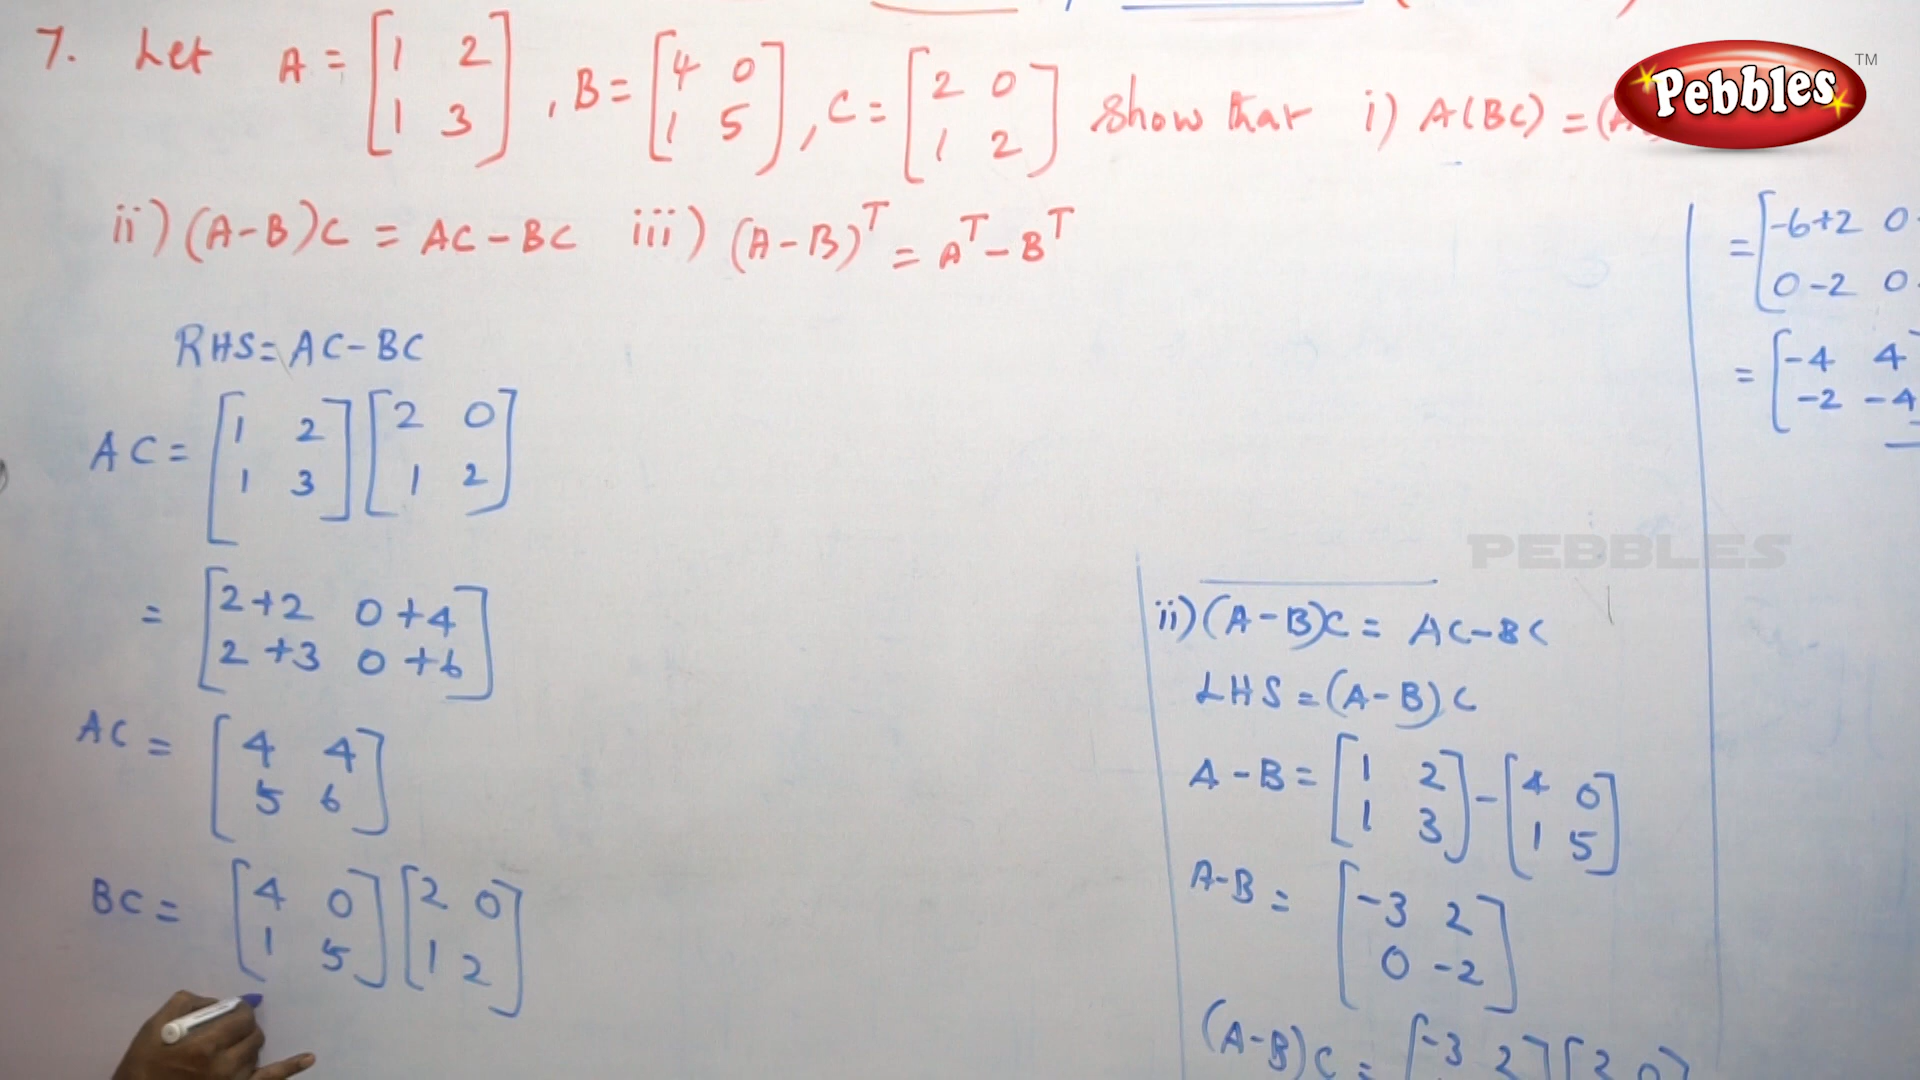 7. Let A = [1 2 , B = [4 0 , C = [2 0 Show that i) A(BC) = (A
1 3] 1 5] 1 2]
ii) (A-B)C = AC-BC iii) (A-B)^T = A^T - B^T
Pebbles TM
RHS = AC-BC
AC = [1 2 [2 0
1 3] 1 2]
= [2+2 0+4
2+3 0+6]
AC = [4 4
5 6]
BC = [4 0 [2 0
1 5] 1 2]
= [-6+2 0
0-2 0
= [-4 4
-2 -4
PEBBLES
ii) (A-B)C = AC-BC
LHS = (A-B)C
A-B = [1 2 - [4 0
1 3] 1 5]
A-B = [-3 2
0 -2]
(A-B)C = [-3 2] [2 0]